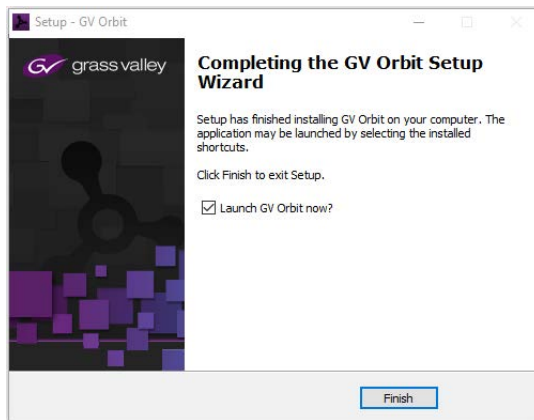 Setup - GV Orbit
GV grass valley
Completing the GV Orbit Setup
Wizard
Setup has finished installing GV Orbit on your computer. The
application may be launched by selecting the installed
shortcuts.
Click Finish to exit Setup.
Launch GV Orbit now?
Finish